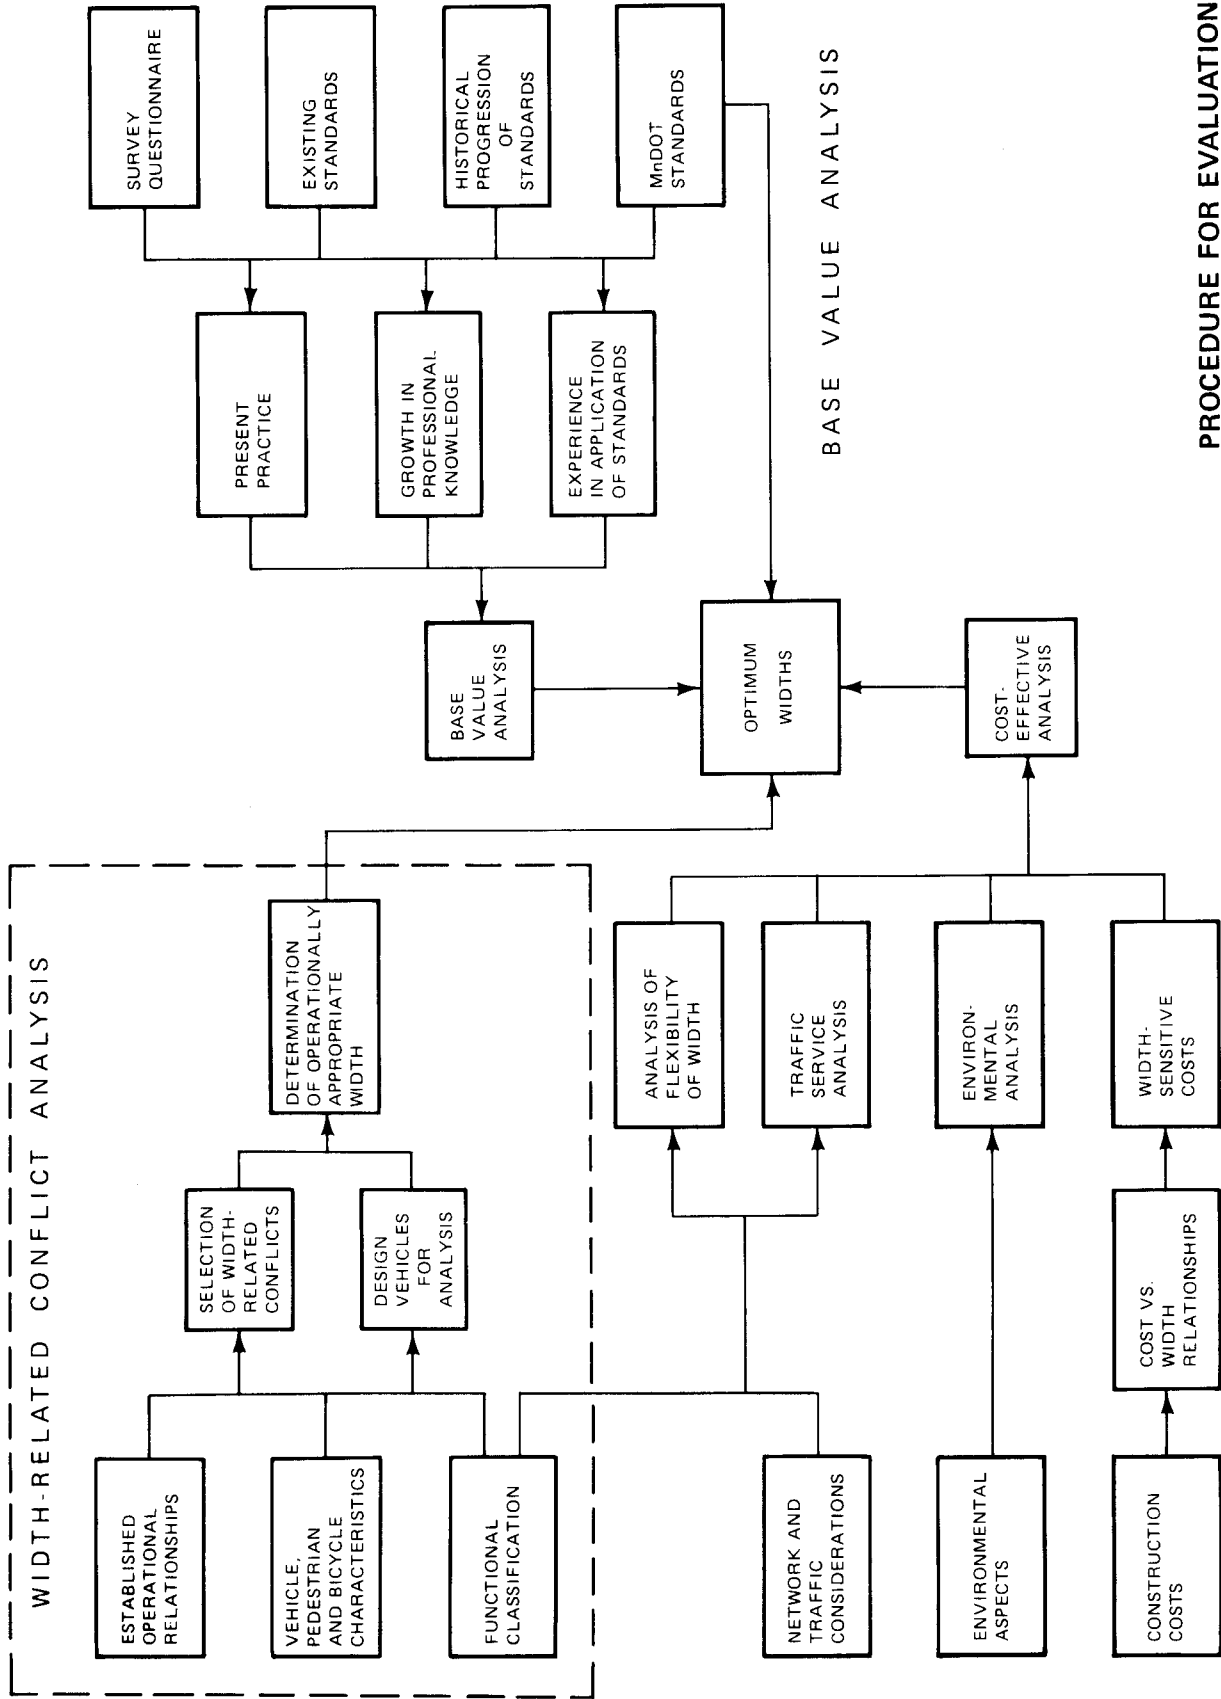 WIDTH-RELATED CONFLICT ANALYSIS
ESTABLISHED
OPERATIONAL
RELATIONSHIPS
VEHICLE,
PEDESTRIAN
AND BICYCLE
CHARACTERISTICS
FUNCTIONAL
CLASSIFICATION
SELECTION
OF WIDTH-
RELATED
CONFLICTS
DESIGN
VEHICLES
FOR
ANALYSIS
DETERMINATION
OF OPERATIONALLY
APPROPRIATE
WIDTH
NETWORK AND
TRAFFIC
CONSIDERATIONS
ENVIRONMENTAL
ASPECTS
CONSTRUCTION
COSTS
COST VS.
WIDTH
RELATIONSHIPS
ANALYSIS OF
FLEXIBILITY
OF WIDTH
TRAFFIC
SERVICE
ANALYSIS
ENVIRON-
MENTAL
ANALYSIS
WIDTH-
SENSITIVE
COSTS
COST-
EFFECTIVE
ANALYSIS
OPTIMUM
WIDTHS
BASE
VALUE
ANALYSIS
PRESENT
PRACTICE
GROWTH IN
PROFESSIONAL
KNOWLEDGE
EXPERIENCE
IN APPLICATION
OF STANDARDS
SURVEY
QUESTIONNAIRE
EXISTING
STANDARDS
HISTORICAL
PROGRESSION
OF
STANDARDS
MnDOT
STANDARDS
BASE VALUE ANALYSIS
PROCEDURE FOR EVALUATION